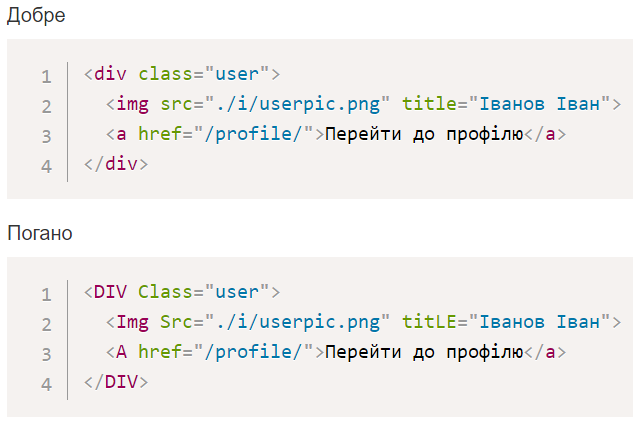 Добре
1 <div class="user">
2   <img src="./i/userpic.png" title="Іванов Іван">
3   <a href="/profile/">Перейти до профілю</a>
4 </div>
Погано
1 <DIV Class="user">
2   <Img Src="./i/userpic.png" titLE="Іванов Іван">
3   <A href="/profile/">Перейти до профілю</a>
4 </DIV>